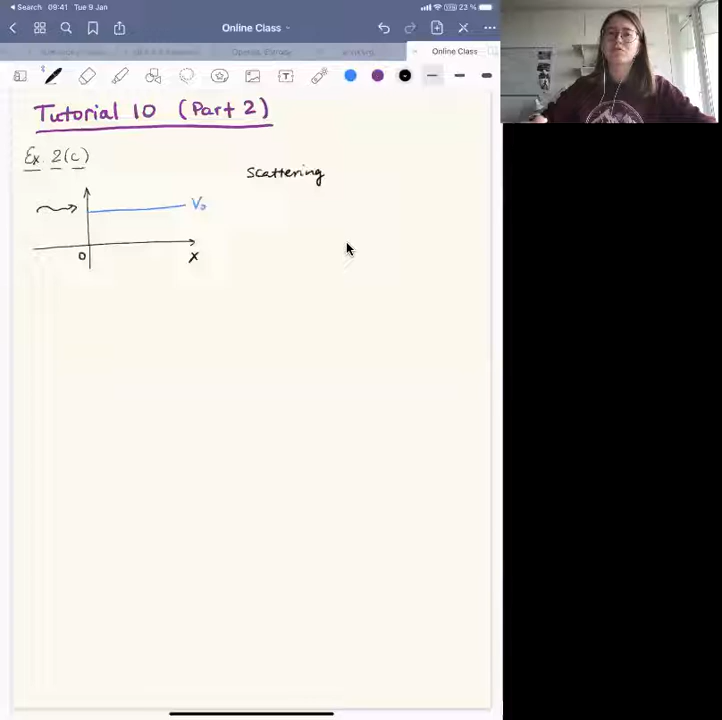 Search 09:41 Tue 9 Jan 23 %
Online Class
Online Class
Tutorial 10 (Part 2)
Ex. 2(c)
Scattering
V₀
0
x